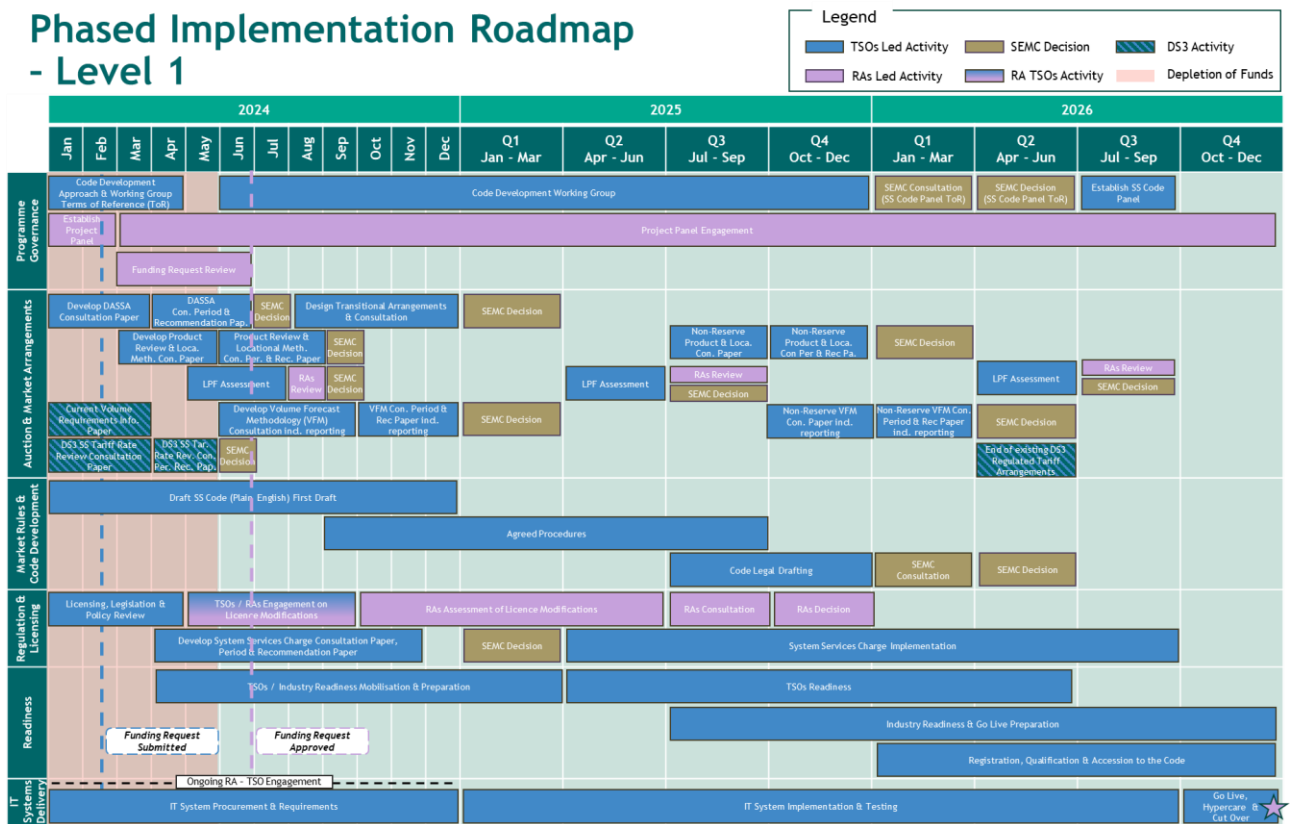 Phased Implementation Roadmap
- Level 1
Legend
TSOs Led Activity
SEMC Decision
DS3 Activity
RAs Led Activity
RA TSOs Activity
Depletion of Funds
2024
2025
2026
Jan
Feb
Mar
Apr
May
Jun
Jul
Aug
Sep
Oct
Nov
Dec
Q1
Jan - Mar
Q2
Apr - Jun
Q3
Jul - Sep
Q4
Oct - Dec
Q1
Jan - Mar
Q2
Apr - Jun
Q3
Jul - Sep
Q4
Oct - Dec
Programme
Governance
Code Development
Approach & Working Group
Terms of Reference (ToR)
Code Development Working Group
SEMC Consultation
(SS Code Panel ToR)
SEMC Decision
(SS Code Panel ToR)
Establish SS Code
Panel
Establish
Project
Panel
Project Panel Engagement
Funding Request Review
Auction & Market Arrangements
Develop DASSA
Consultation Paper
DASSA
Con. Period &
Recommendation Pap.
SEMC
Decision
Design Transitional Arrangements
& Consultation
SEMC Decision
Develop Product
Review & Loca.
Meth. Con. Paper
Product Review &
Locational Meth.
Con. Per. & Rec. Paper
SEMC
Decision
Non-Reserve
Product & Loca.
Con. Paper
Non-Reserve
Product & Loca.
Con Per & Rec Pa.
SEMC Decision
LPF Assessment
RAs
Review
SEMC
Decision
LPF Assessment
RAs Review
SEMC Decision
LPF Assessment
RAs Review
SEMC Decision
Current Volume
Requirements Info.
Paper
Develop Volume Forecast
Methodology (VFM)
Consultation incl. reporting
VFM Con. Period &
Rec Paper incl.
reporting
SEMC Decision
Non-Reserve VFM
Con. Paper incl.
reporting
Non-Reserve VFM Con.
Period & Rec Paper
incl. reporting
SEMC Decision
DS3 SS Tariff Rate
Review Consultation
Paper
DS3 SS Tar.
Rate Rev. Con.
Per. Rec. Pap.
SEMC
Decision
End of existing DS3
Regulated Tariff
Arrangements
Market Rules &
Code Development
Draft SS Code (Plain English) First Draft
Agreed Procedures
Code Legal Drafting
SEMC
Consultation
SEMC Decision
Regulation &
Licensing
Licensing, Legislation &
Policy Review
TSOs / RAs Engagement on
Licence Modifications
RAs Assessment of Licence Modifications
RAs Consultation
RAs Decision
Develop System Services Charge Consultation Paper,
Period & Recommendation Paper
SEMC Decision
System Services Charge Implementation
Readiness
TSOs / Industry Readiness Mobilisation & Preparation
TSOs Readiness
Industry Readiness & Go Live Preparation
Funding Request
Submitted
Funding Request
Approved
Registration, Qualification & Accession to the Code
IT
Systems
Delivery
Ongoing RA - TSO Engagement
IT System Procurement & Requirements
IT System Implementation & Testing
Go Live,
Hypercare &
Cut Over